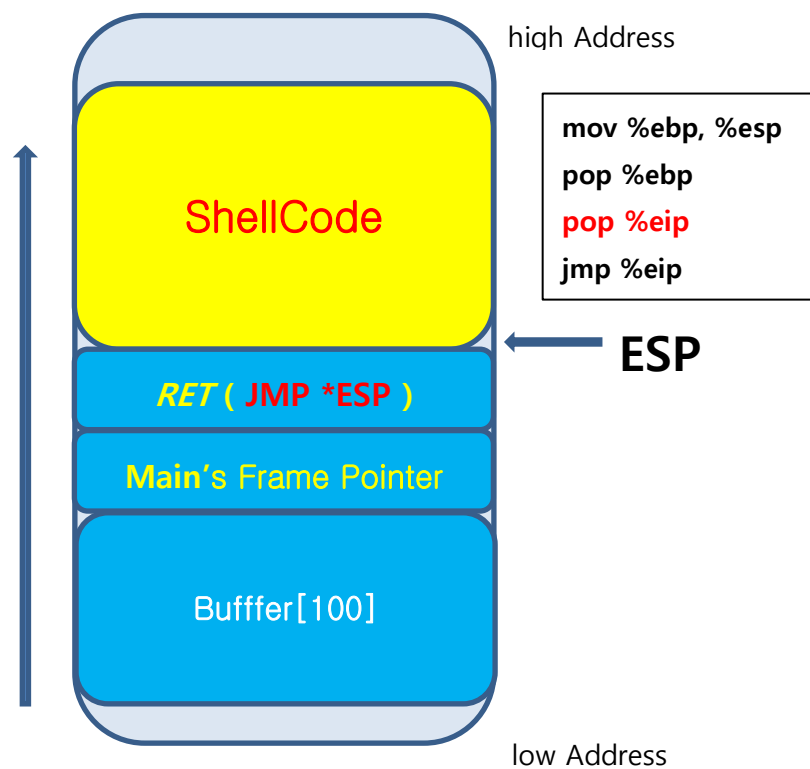 high Address
mov %ebp, %esp
pop %ebp
pop %eip
jmp %eip
ShellCode
ESP
RET ( JMP *ESP )
Main's Frame Pointer
Bufffer[100]
low Address